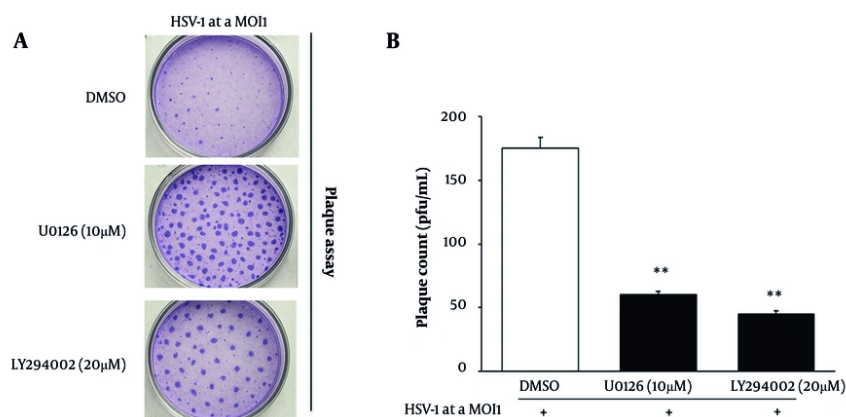 HSV-1 at a MOI1
A
DMSO
U0126 (10µM)
LY294002 (20µM)
Plaque assay
B
Plaque count (pfu/mL)
200
150
100
50
0
**
**
DMSO U0126 (10µM) LY294002 (20µM)
HSV-1 at a MOI1 + + +